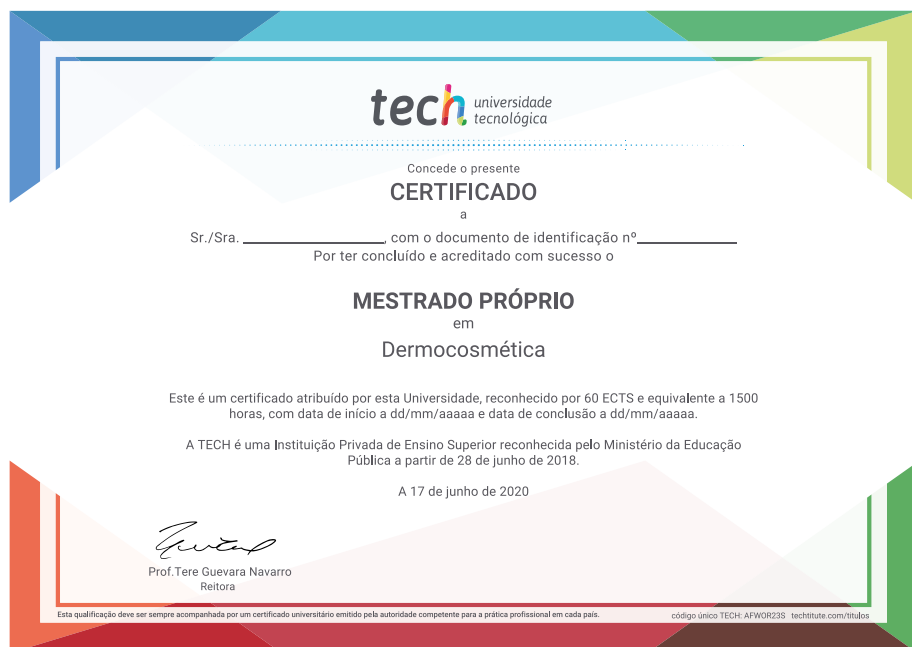 tech universidade
tecnológica
Concede o presente
CERTIFICADO
a
Sr./Sra. ____________________, com o documento de identificação nº______________
Por ter concluído e acreditado com sucesso o
MESTRADO PRÓPRIO
em
Dermocosmética
Este é um certificado atribuído por esta Universidade, reconhecido por 60 ECTS e equivalente a 1500
horas, com data de início a dd/mm/aaaaa e data de conclusão a dd/mm/aaaaa.
A TECH é uma Instituição Privada de Ensino Superior reconhecida pelo Ministério da Educação
Pública a partir de 28 de junho de 2018.
A 17 de junho de 2020
Prof.Tere Guevara Navarro
Reitora
Esta qualificação deve ser sempre acompanhada por um certificado universitário emitido pela autoridade competente para a prática profissional em cada país.
código único TECH: AFWOR23S techtitute.com/titulos